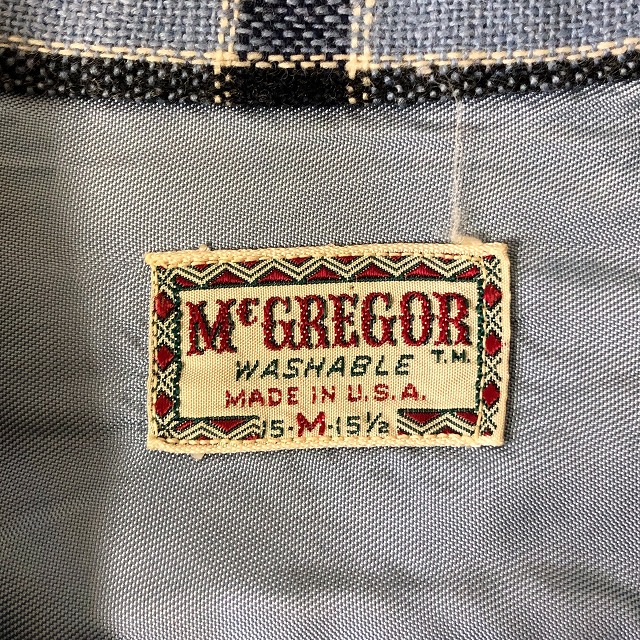 McGREGOR
T.M.
WASHABLE
MADE IN U.S.A.
15-M-15½